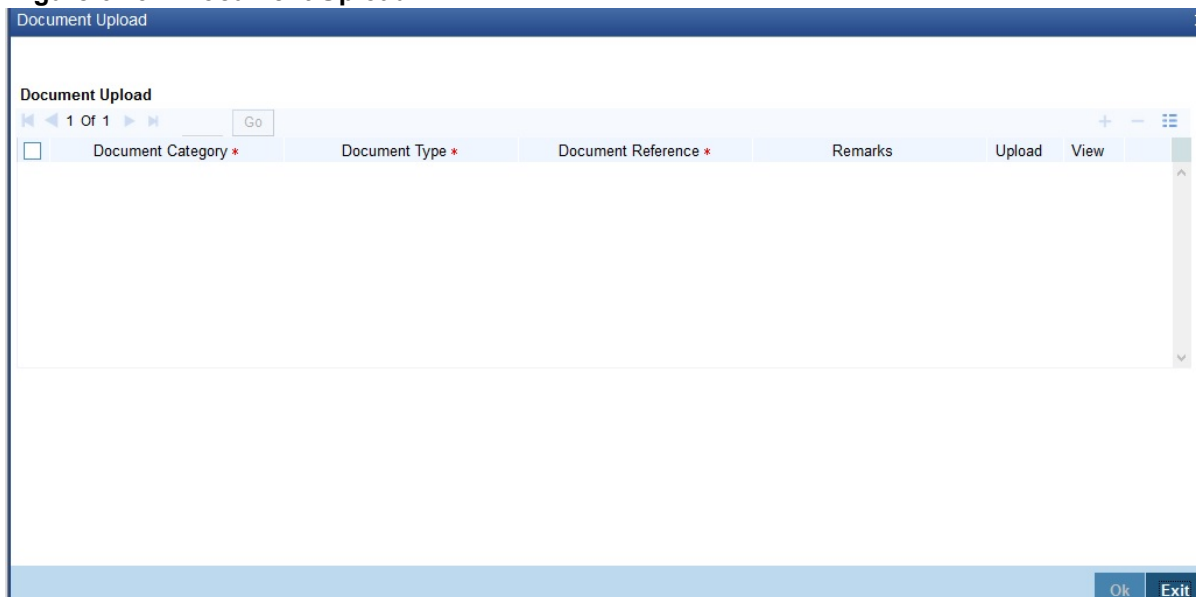 Document Upload
Document Upload
1 Of 1 Go
Document Category * Document Type * Document Reference * Remarks Upload View
Ok Exit